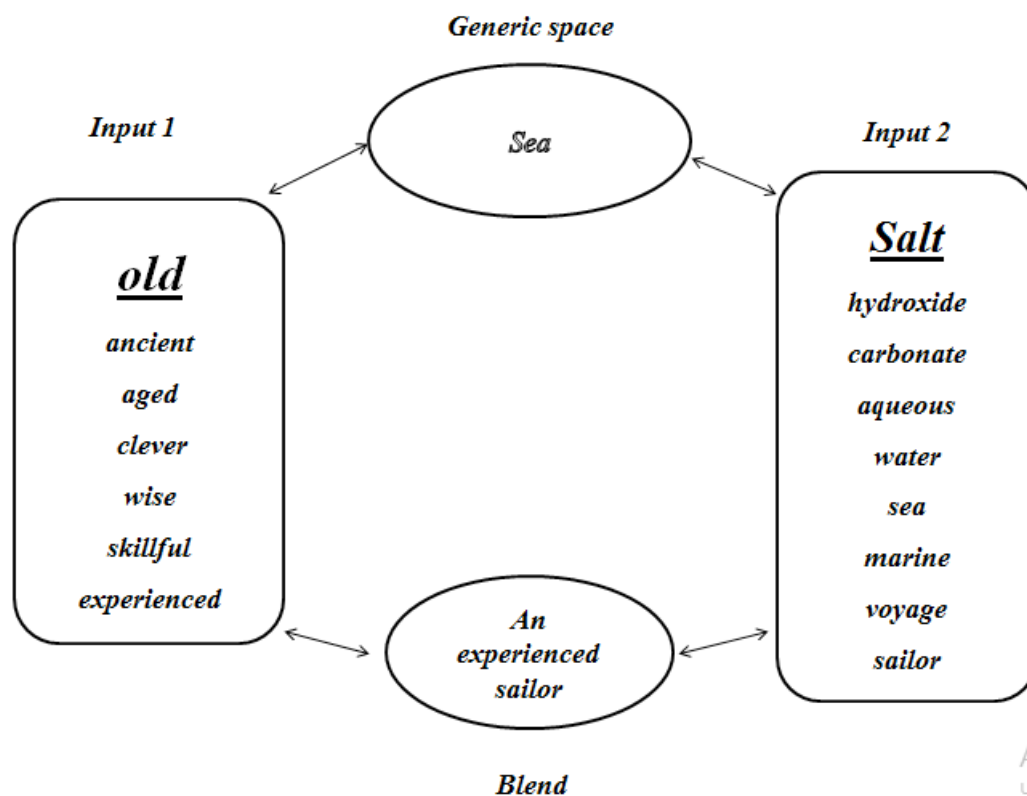 Generic space
Sea
Input 1
old
ancient
aged
clever
wise
skillful
experienced
Input 2
Salt
hydroxide
carbonate
aqueous
water
sea
marine
voyage
sailor
An
experienced
sailor
Blend